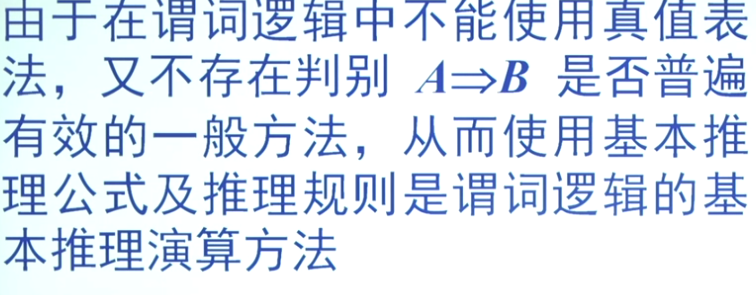 由于在谓词逻辑中不能使用真值表
法，又不存在判别 A⇒B 是否普遍
有效的一般方法，从而使用基本推
理公式及推理规则是谓词逻辑的基
本推理演算方法